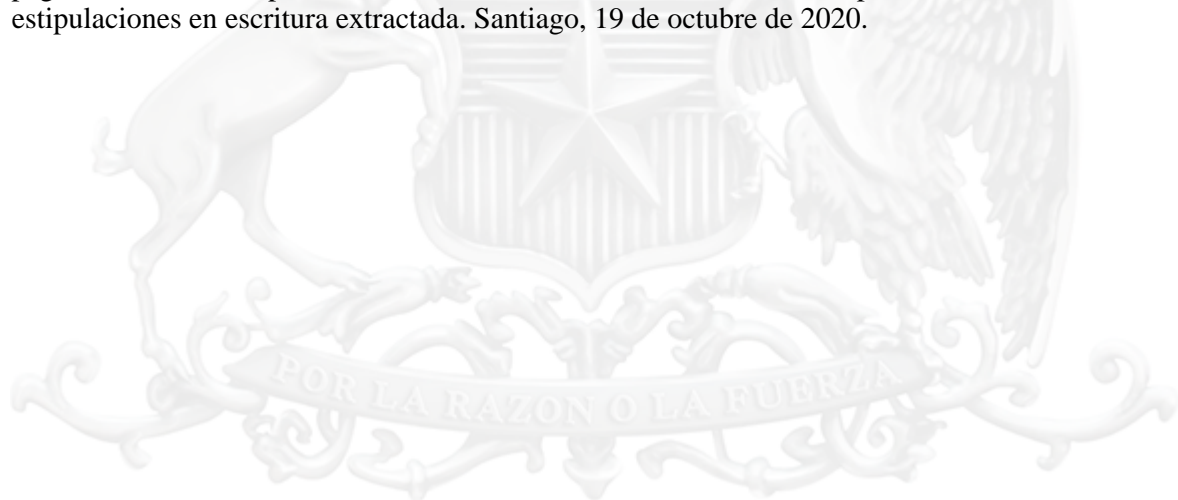 estipulaciones en escritura extractada. Santiago, 19 de octubre de 2020.
POR LA RAZON O LA FUERZA